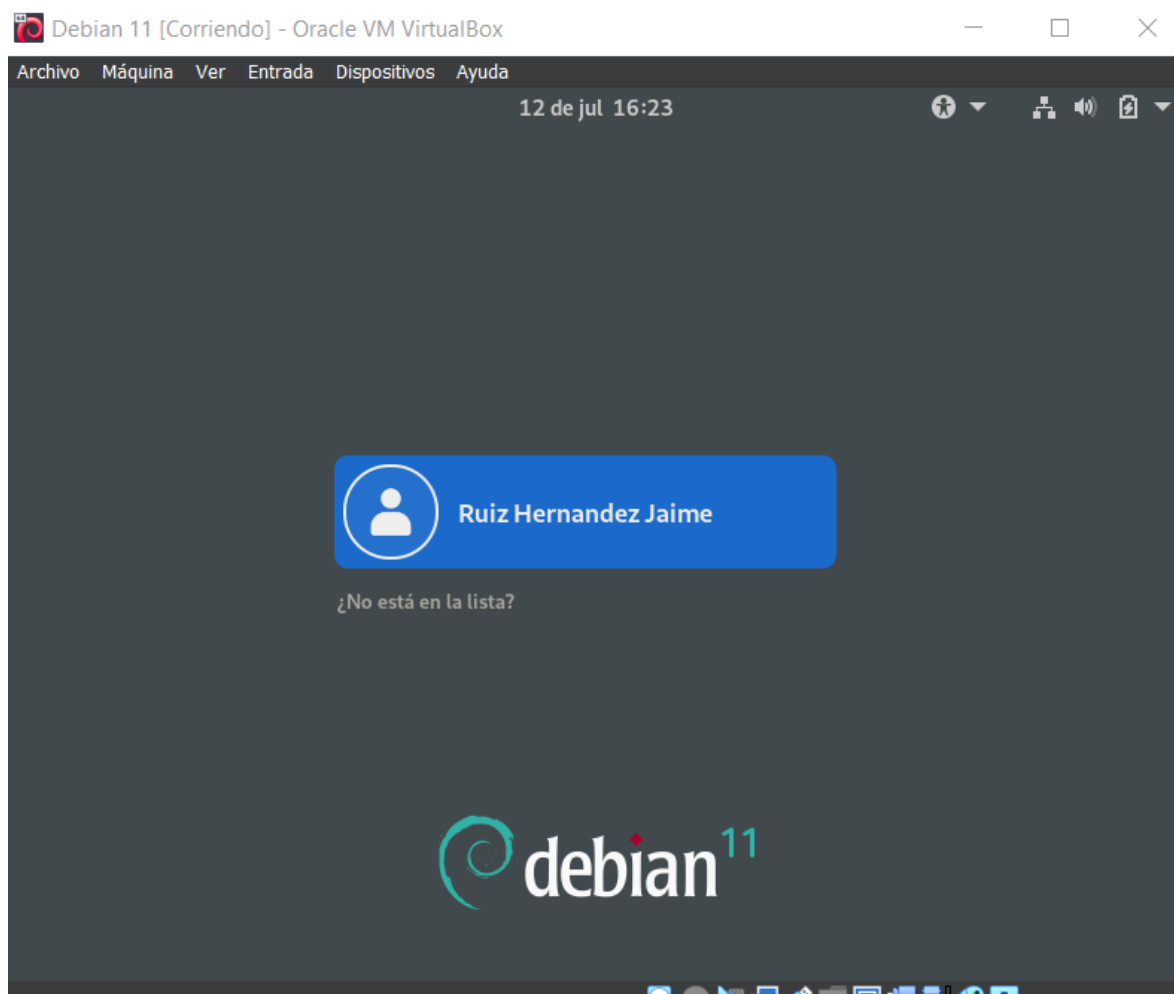 Debian 11 [Corriendo] - Oracle VM VirtualBox
Archivo Máquina Ver Entrada Dispositivos Ayuda
12 de jul 16:23
Ruiz Hernandez Jaime
¿No está en la lista?
debian 11